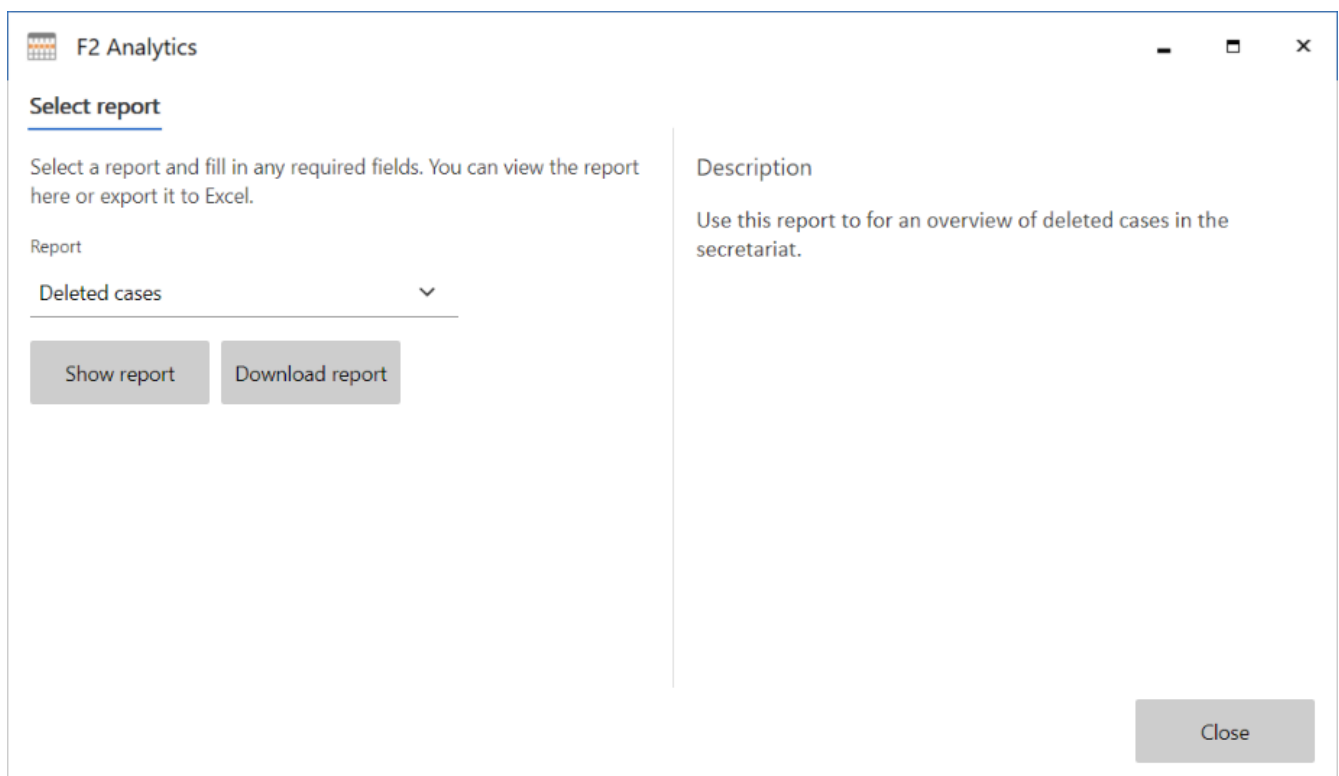 F2 Analytics
Select report
Select a report and fill in any required fields. You can view the report
here or export it to Excel.
Report
Deleted cases
Show report
Download report
Description
Use this report to for an overview of deleted cases in the
secretariat.
Close